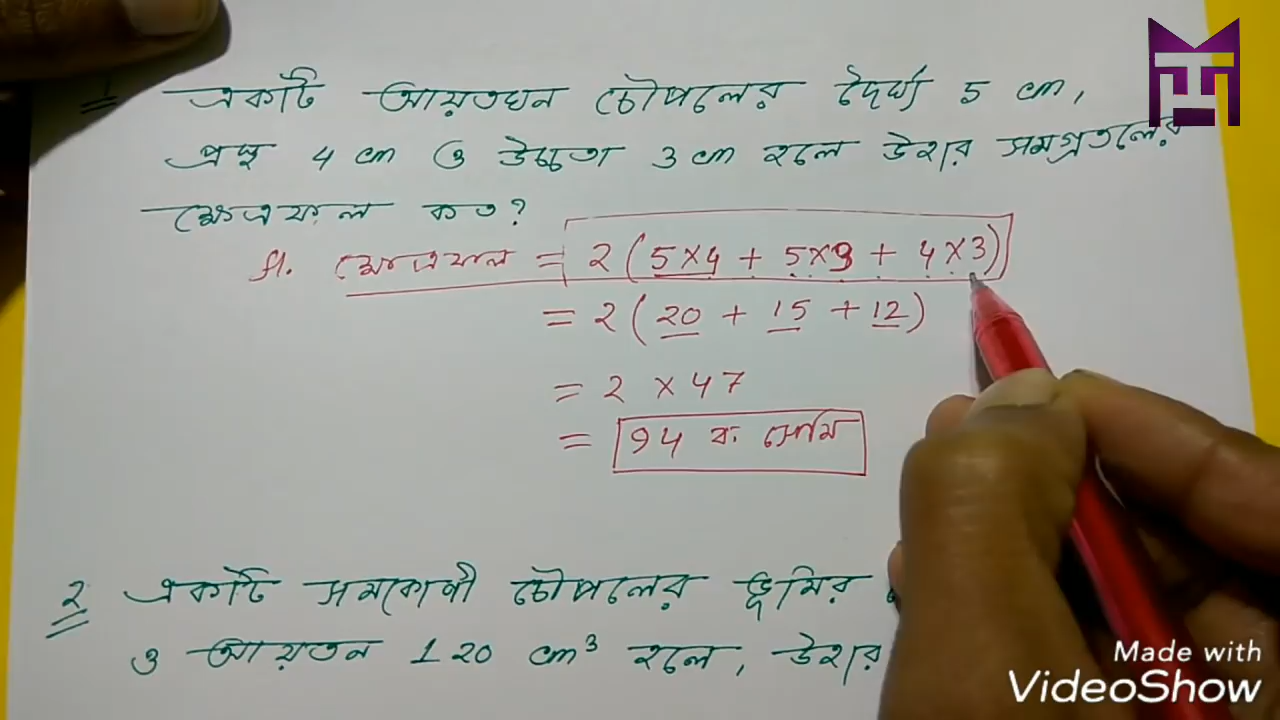 একটি আয়তঘন চৌপলের দৈর্ঘ্য 5 cm,
প্রস্থ 4 cm ও উচ্চতা 3 cm হলে উহার সমগ্রতলের
ক্ষেত্রফল কত?
ক্ষেত্রফল = 2 (5×4 + 5×3 + 4×3)
= 2 (20 + 15 + 12)
= 2 × 47
= 94 ব. সেমি
২ একটি সমকোণী চৌপলের ভূমির
ও আয়তন 120 cm³ হলে, উহার
Made with
VideoShow